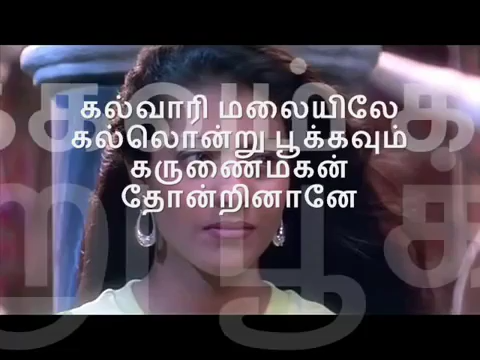 கல்வாரி மலையிலே
கல்லொன்று பூக்கவும்
கருணைமகன்
தோன்றினானே